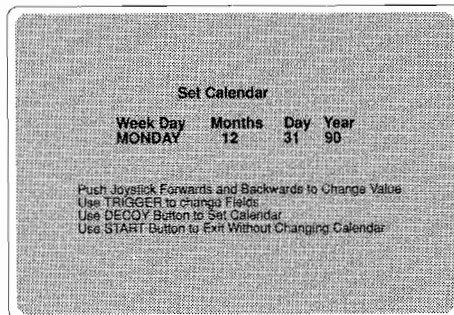 Set Calendar
Week Day Months Day Year
MONDAY 12 31 90
Push Joystick Forwards and Backwards to Change Value
Use TRIGGER to change Fields
Use DECOY Button to Set Calendar
Use START Button to Exit Without Changing Calendar